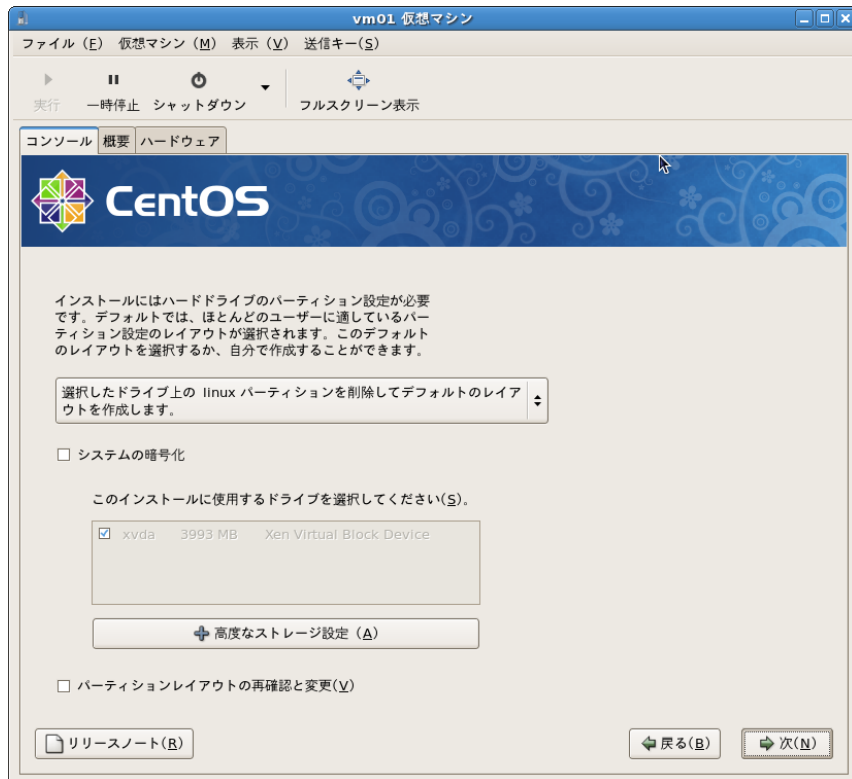 vm01 仮想マシン
ファイル (F) 仮想マシン (M) 表示 (V) 送信キー(S)
実行 一時停止 シャットダウン フルスクリーン表示
コンソール 概要 ハードウェア
CentOS
インストールにはハードドライブのパーティション設定が必要
です。デフォルトでは、ほとんどのユーザーに適しているパー
ティション設定のレイアウトが選択されます。このデフォルト
のレイアウトを選択するか、自分で作成することができます。
選択したドライブ上の linux パーティションを削除してデフォルトのレイア
ウトを作成します。
システムの暗号化
このインストールに使用するドライブを選択してください(S)。
xvda 3993 MB Xen Virtual Block Device
高度なストレージ設定 (A)
パーティションレイアウトの再確認と変更(V)
リリースノート(R) 戻る(B) 次(N)